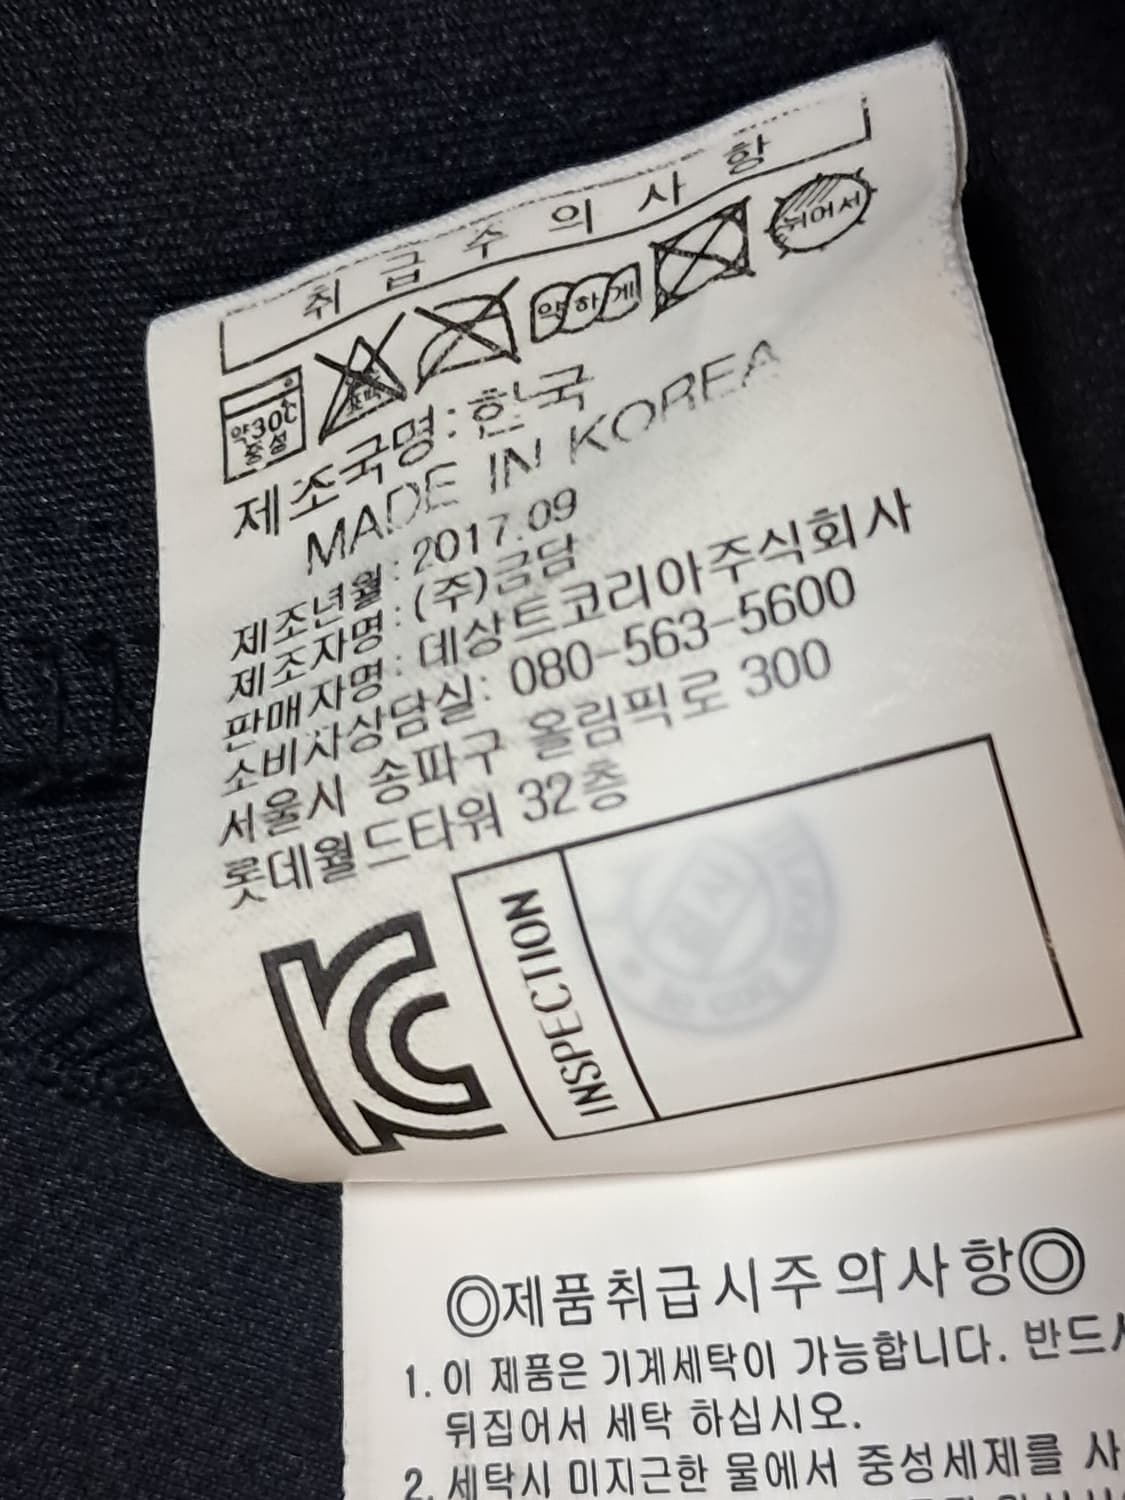 취급주의사항
약30℃
중성
약하게
뉘어서
제조국명:한국
MADE IN KOREA
제조년월:2017.09
제조자명:(주)금담
판매자명:데상트코리아주식회사
소비자상담실:080-563-5600
서울시 송파구 올림픽로 300
롯데월드타워 32층
INSPECTION
◎제품취급시주의사항◎
1. 이 제품은 기계세탁이 가능합니다. 반드시
뒤집어서 세탁 하십시오.
2. 세탁시 미지근한 물에서 중성세제를 사